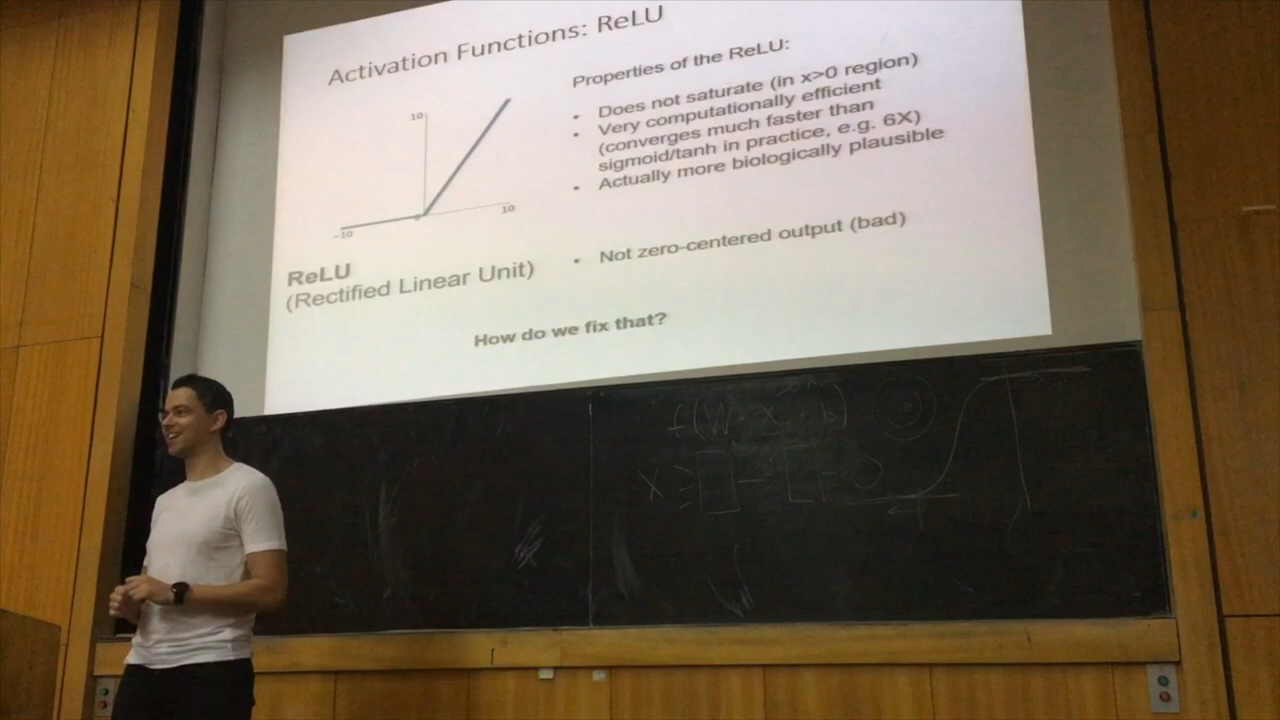 Activation Functions: ReLU
Properties of the ReLU:
• Does not saturate (in x>0 region)
• Very computationally efficient
(converges much faster than
sigmoid/tanh in practice, e.g. 6X)
• Actually more biologically plausible
10
10
-10
ReLU
(Rectified Linear Unit)
• Not zero-centered output (bad)
How do we fix that?
f(W · X + b)
X